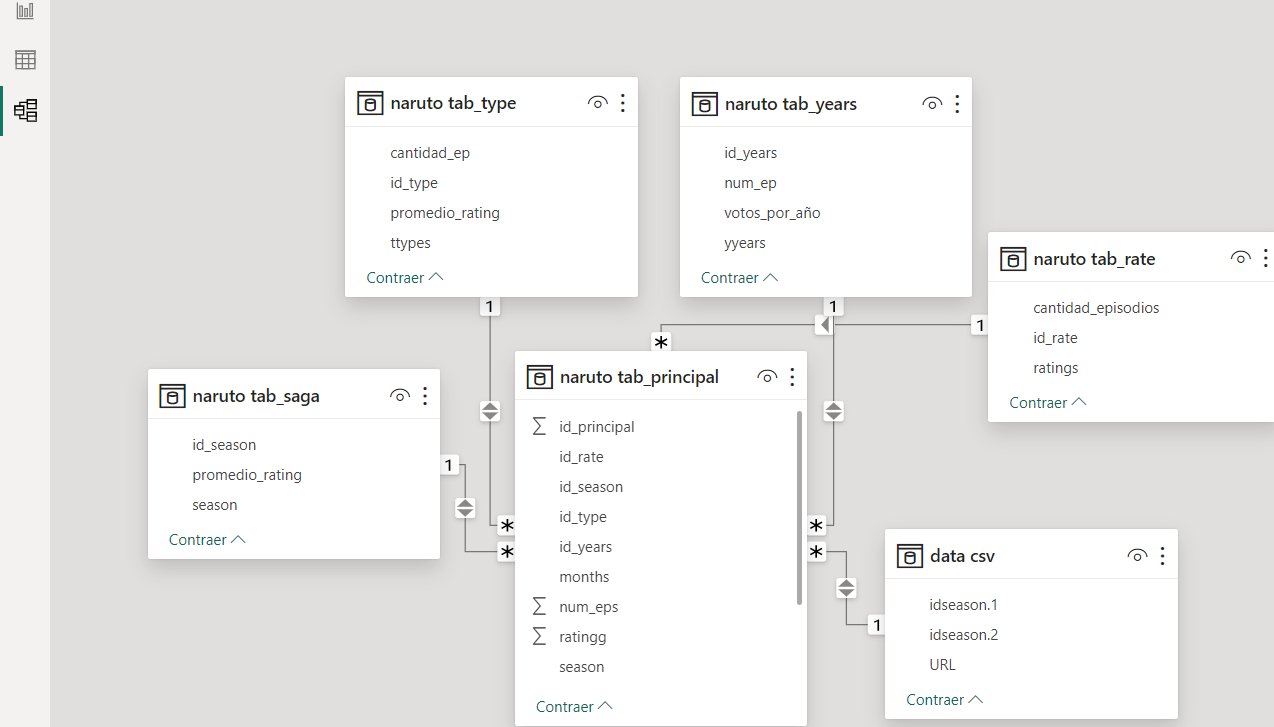 naruto tab_type
cantidad_ep
id_type
promedio_rating
ttypes
Contraer
1
naruto tab_years
id_years
num_ep
votos_por_año
yyears
Contraer
1
naruto tab_rate
cantidad_episodios
id_rate
ratings
Contraer
1
*
naruto tab_saga
id_season
promedio_rating
season
Contraer
1
naruto tab_principal
Σ id_principal
id_rate
id_season
id_type
id_years
months
Σ num_eps
Σ ratingg
season
Contraer
*
*
*
*
data csv
idseason.1
idseason.2
URL
Contraer
1